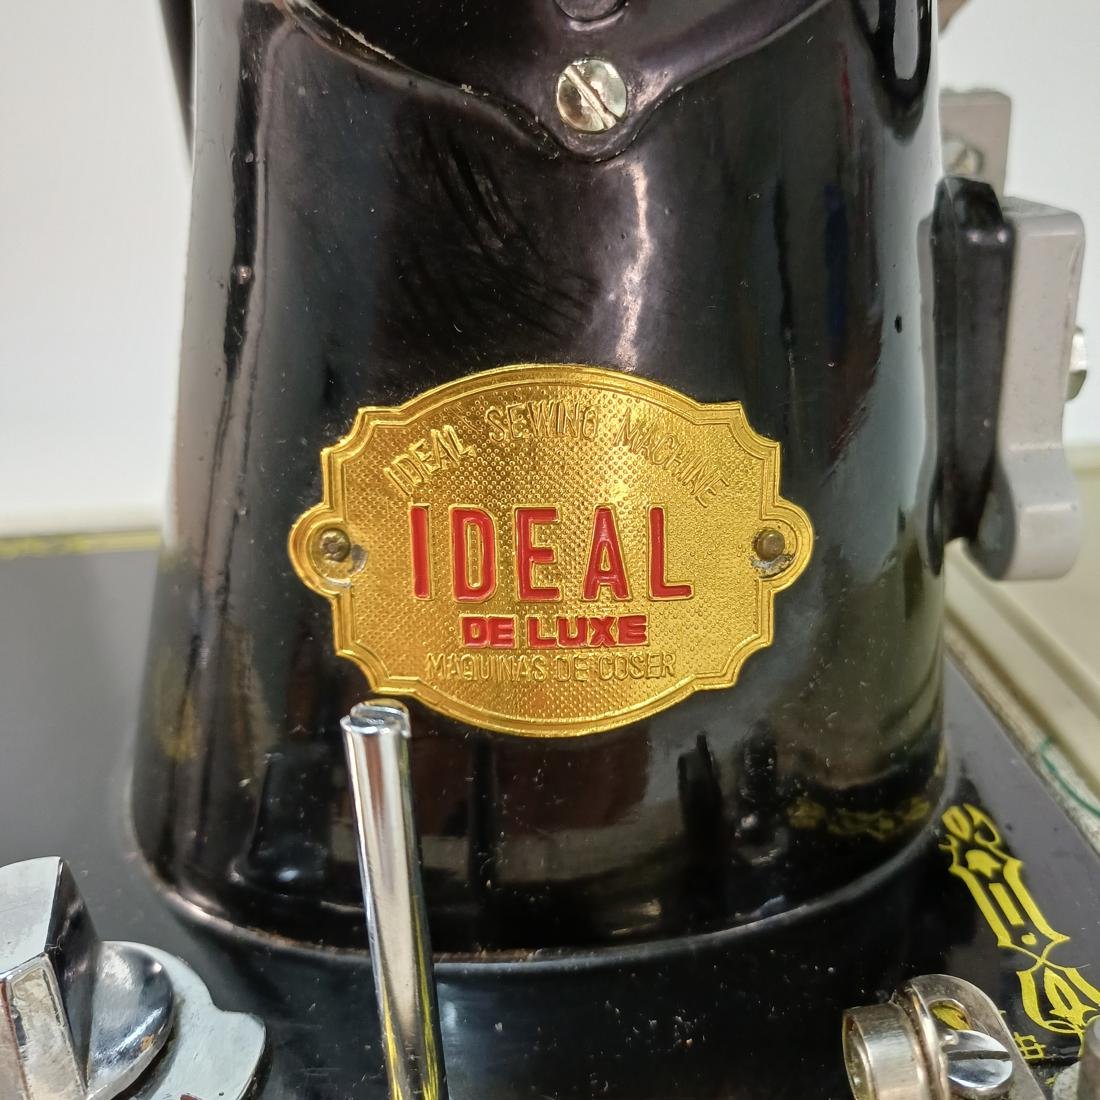 IDEAL SEWING MACHINE
IDEAL
DE LUXE
MAQUINAS DE COSER